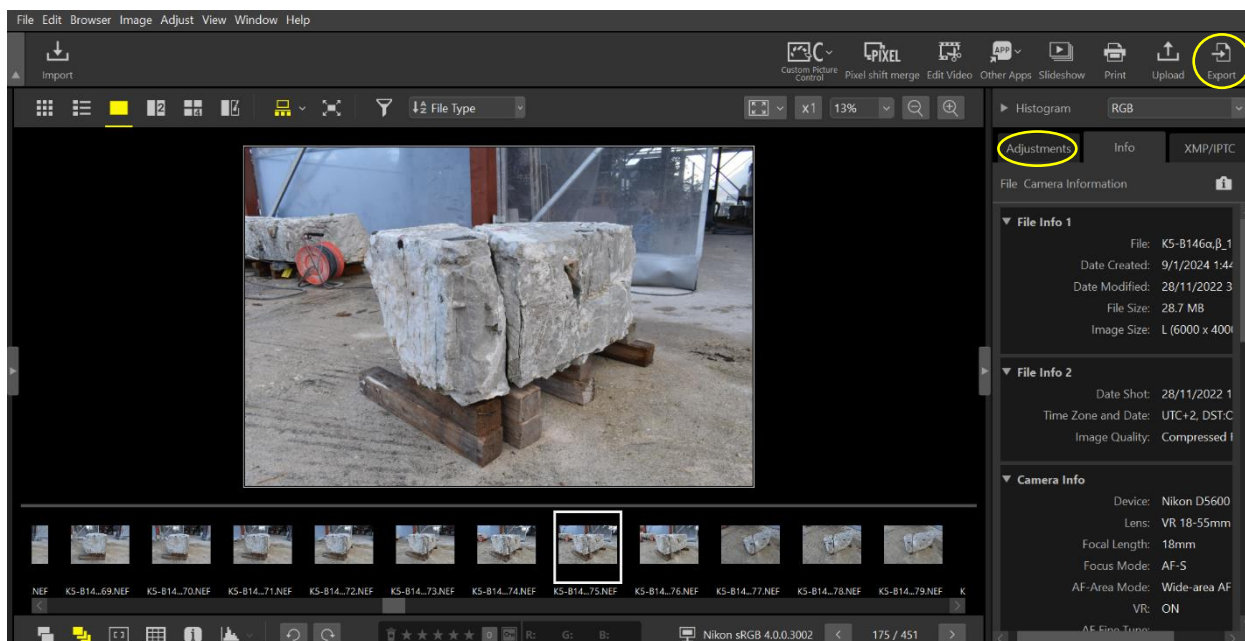 File Edit Browser Image Adjust View Window Help
Import
Custom Picture Control
Pixel shift merge
Edit Video
Other Apps
Slideshow
Print
Upload
Export
C
PIXEL
APP
2
4
File Type
x1
13%
Histogram
RGB
Adjustments
Info
XMP/IPTC
File Camera Information
File Info 1
File: K5-B146α,β_1
Date Created: 9/1/2024 1:44
Date Modified: 28/11/2022 3
File Size: 28.7 MB
Image Size: L (6000 x 400
File Info 2
Date Shot: 28/11/2022 1
Time Zone and Date: UTC+2, DST:
Image Quality: Compressed
Camera Info
Device: Nikon D5600
Lens: VR 18-55mm
Focal Length: 18mm
Focus Mode: AF-S
AF-Area Mode: Wide-area AF
VR: ON
AF Fine Tune:
NEF
K5-B14...69.NEF
K5-B14...70.NEF
K5-B14...71.NEF
K5-B14...72.NEF
K5-B14...73.NEF
K5-B14...74.NEF
K5-B14...75.NEF
K5-B14...76.NEF
K5-B14...77.NEF
K5-B14...78.NEF
K5-B14...79.NEF
K
0
R: G: B:
Nikon sRGB 4.0.0.3002
175 / 451